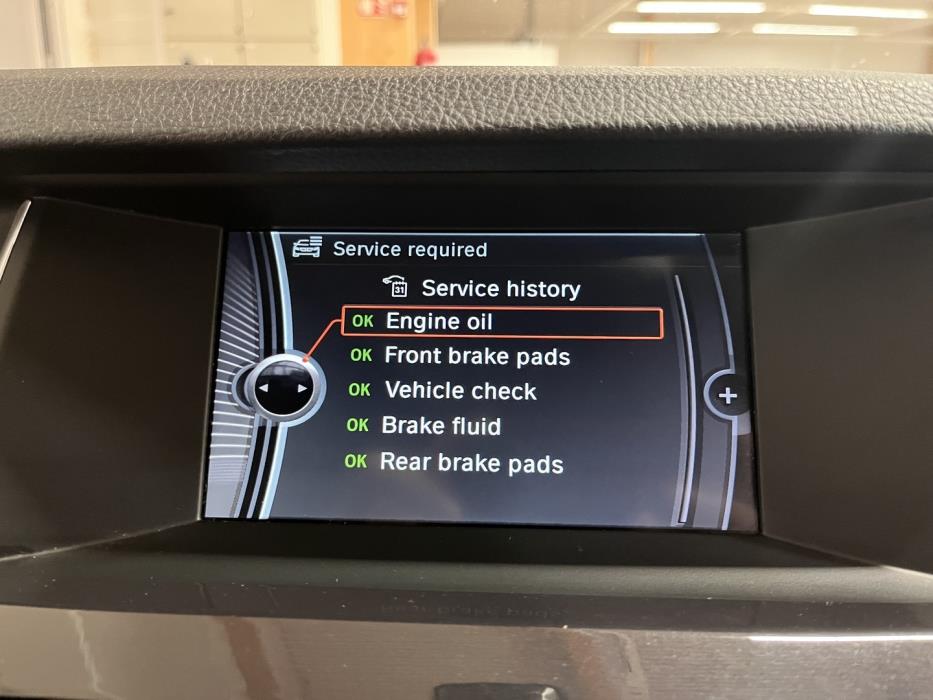 Service required
31 Service history
OK Engine oil
OK Front brake pads
OK Vehicle check
OK Brake fluid
OK Rear brake pads